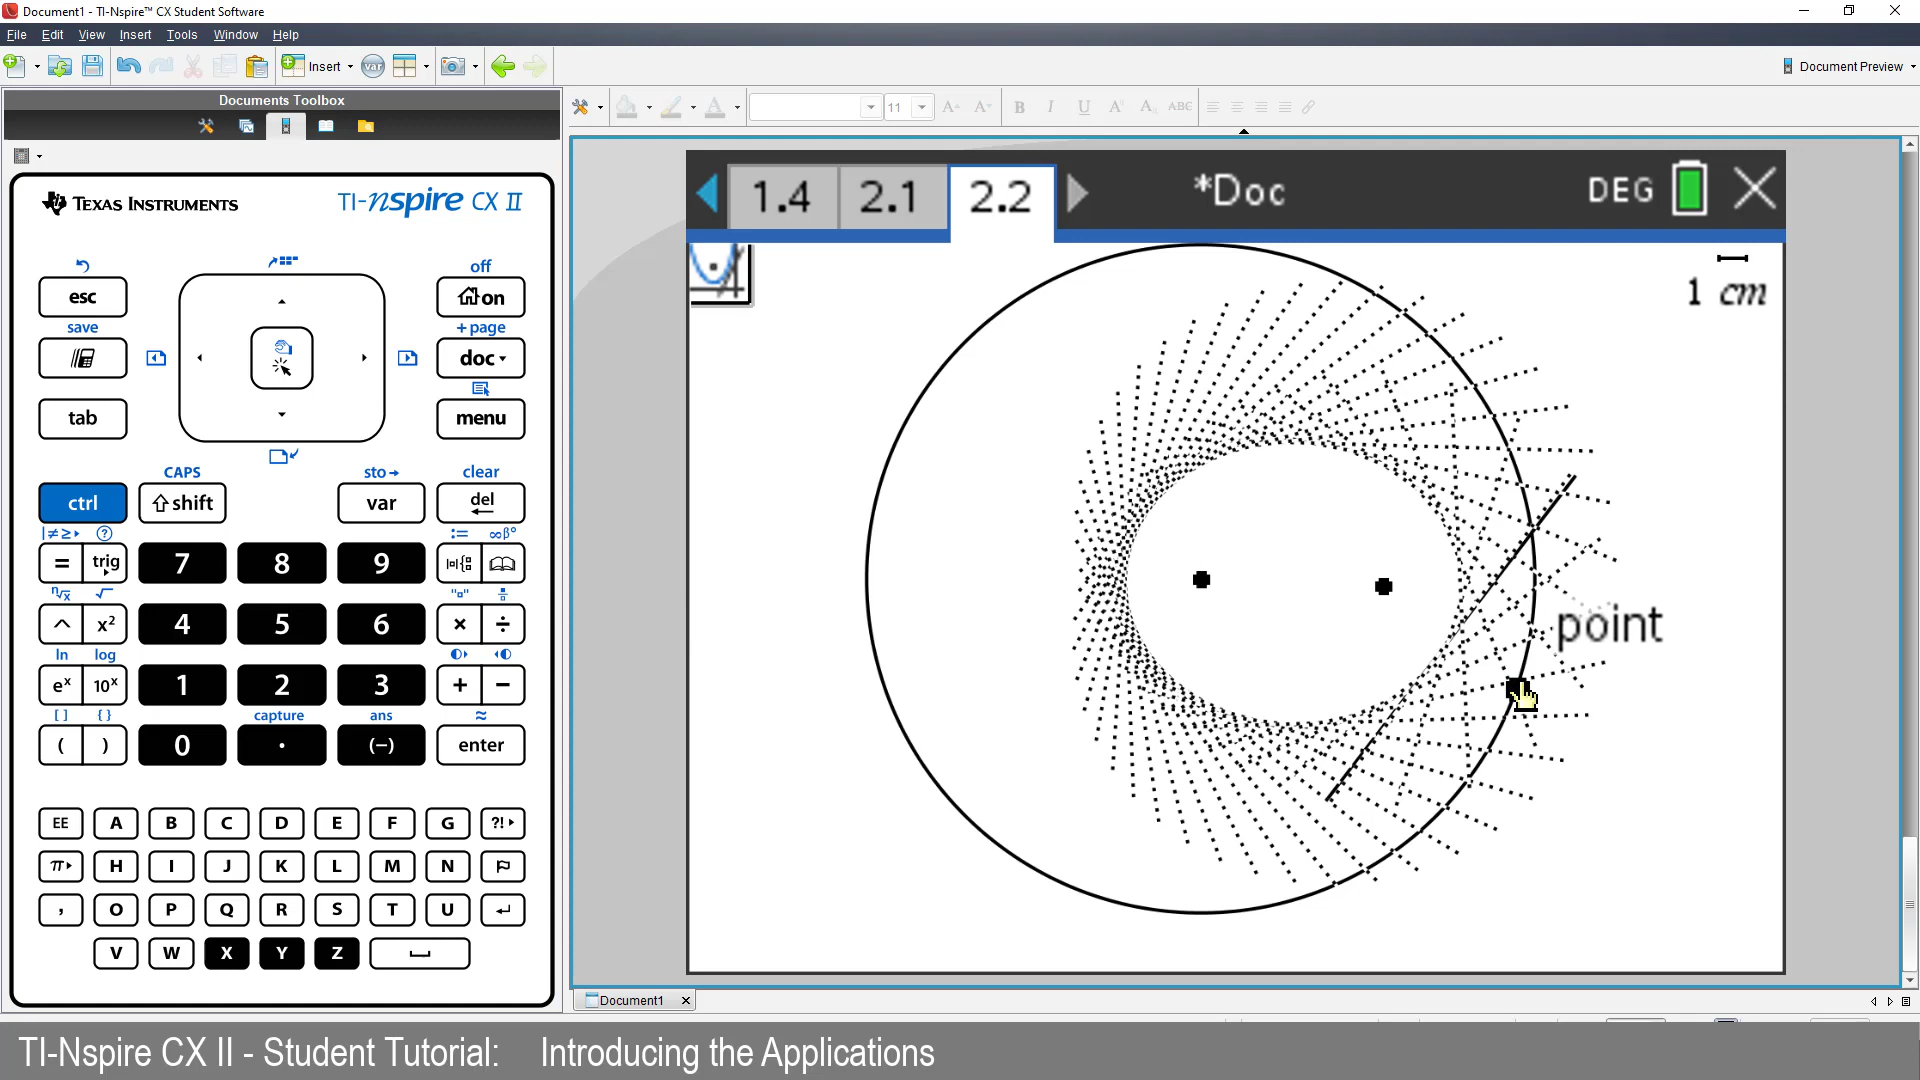 Document1 - TI-Nspire™ CX Student Software
File Edit View Insert Tools Window Help
Insert var Document Preview
Documents Toolbox
11 B I U A A ABC
TEXAS INSTRUMENTS TI-nspire CX II
1.4 2.1 2.2 *Doc DEG
1 cm
point
off
esc on
save + page
doc
tab menu
CAPS sto→ clear
ctrl shift var del
= trig 7 8 9
ⁿ√x √
^ x² 4 5 6 × ÷
ln log
eˣ 10ˣ 1 2 3 + −
[ ] { } capture ans ≈
( ) 0 . (−) enter
EE A B C D E F G ?!
π H I J K L M N
, O P Q R S T U
V W X Y Z
Document1
TI-Nspire CX II - Student Tutorial: Introducing the Applications